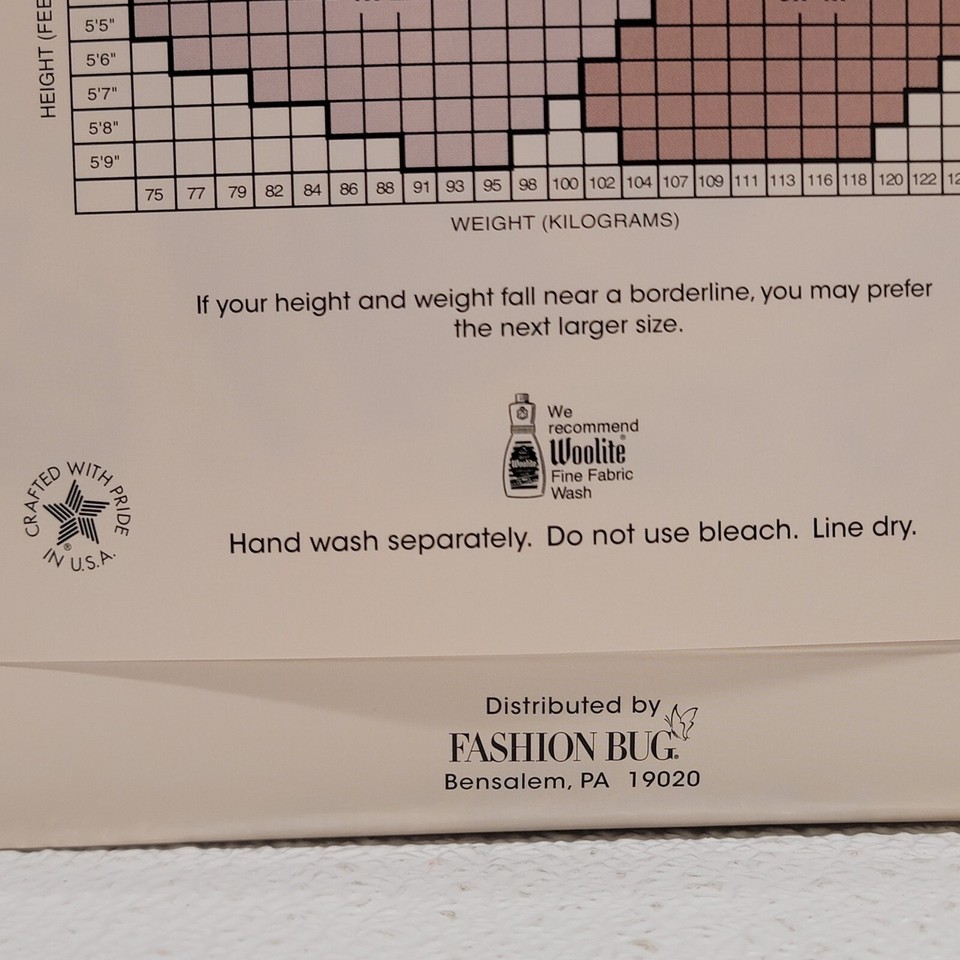 HEIGHT (FEE
5'5"
5'6"
5'7"
5'8"
5'9"
75 77 79 82 84 86 88 91 93 95 98 100 102 104 107 109 111 113 116 118 120 122
WEIGHT (KILOGRAMS)
If your height and weight fall near a borderline, you may prefer
the next larger size.
We
recommend
Woolite®
Fine Fabric
Wash
CRAFTED WITH PRIDE
IN U.S.A.
®
Hand wash separately. Do not use bleach. Line dry.
Distributed by
FASHION BUG®
Bensalem, PA 19020